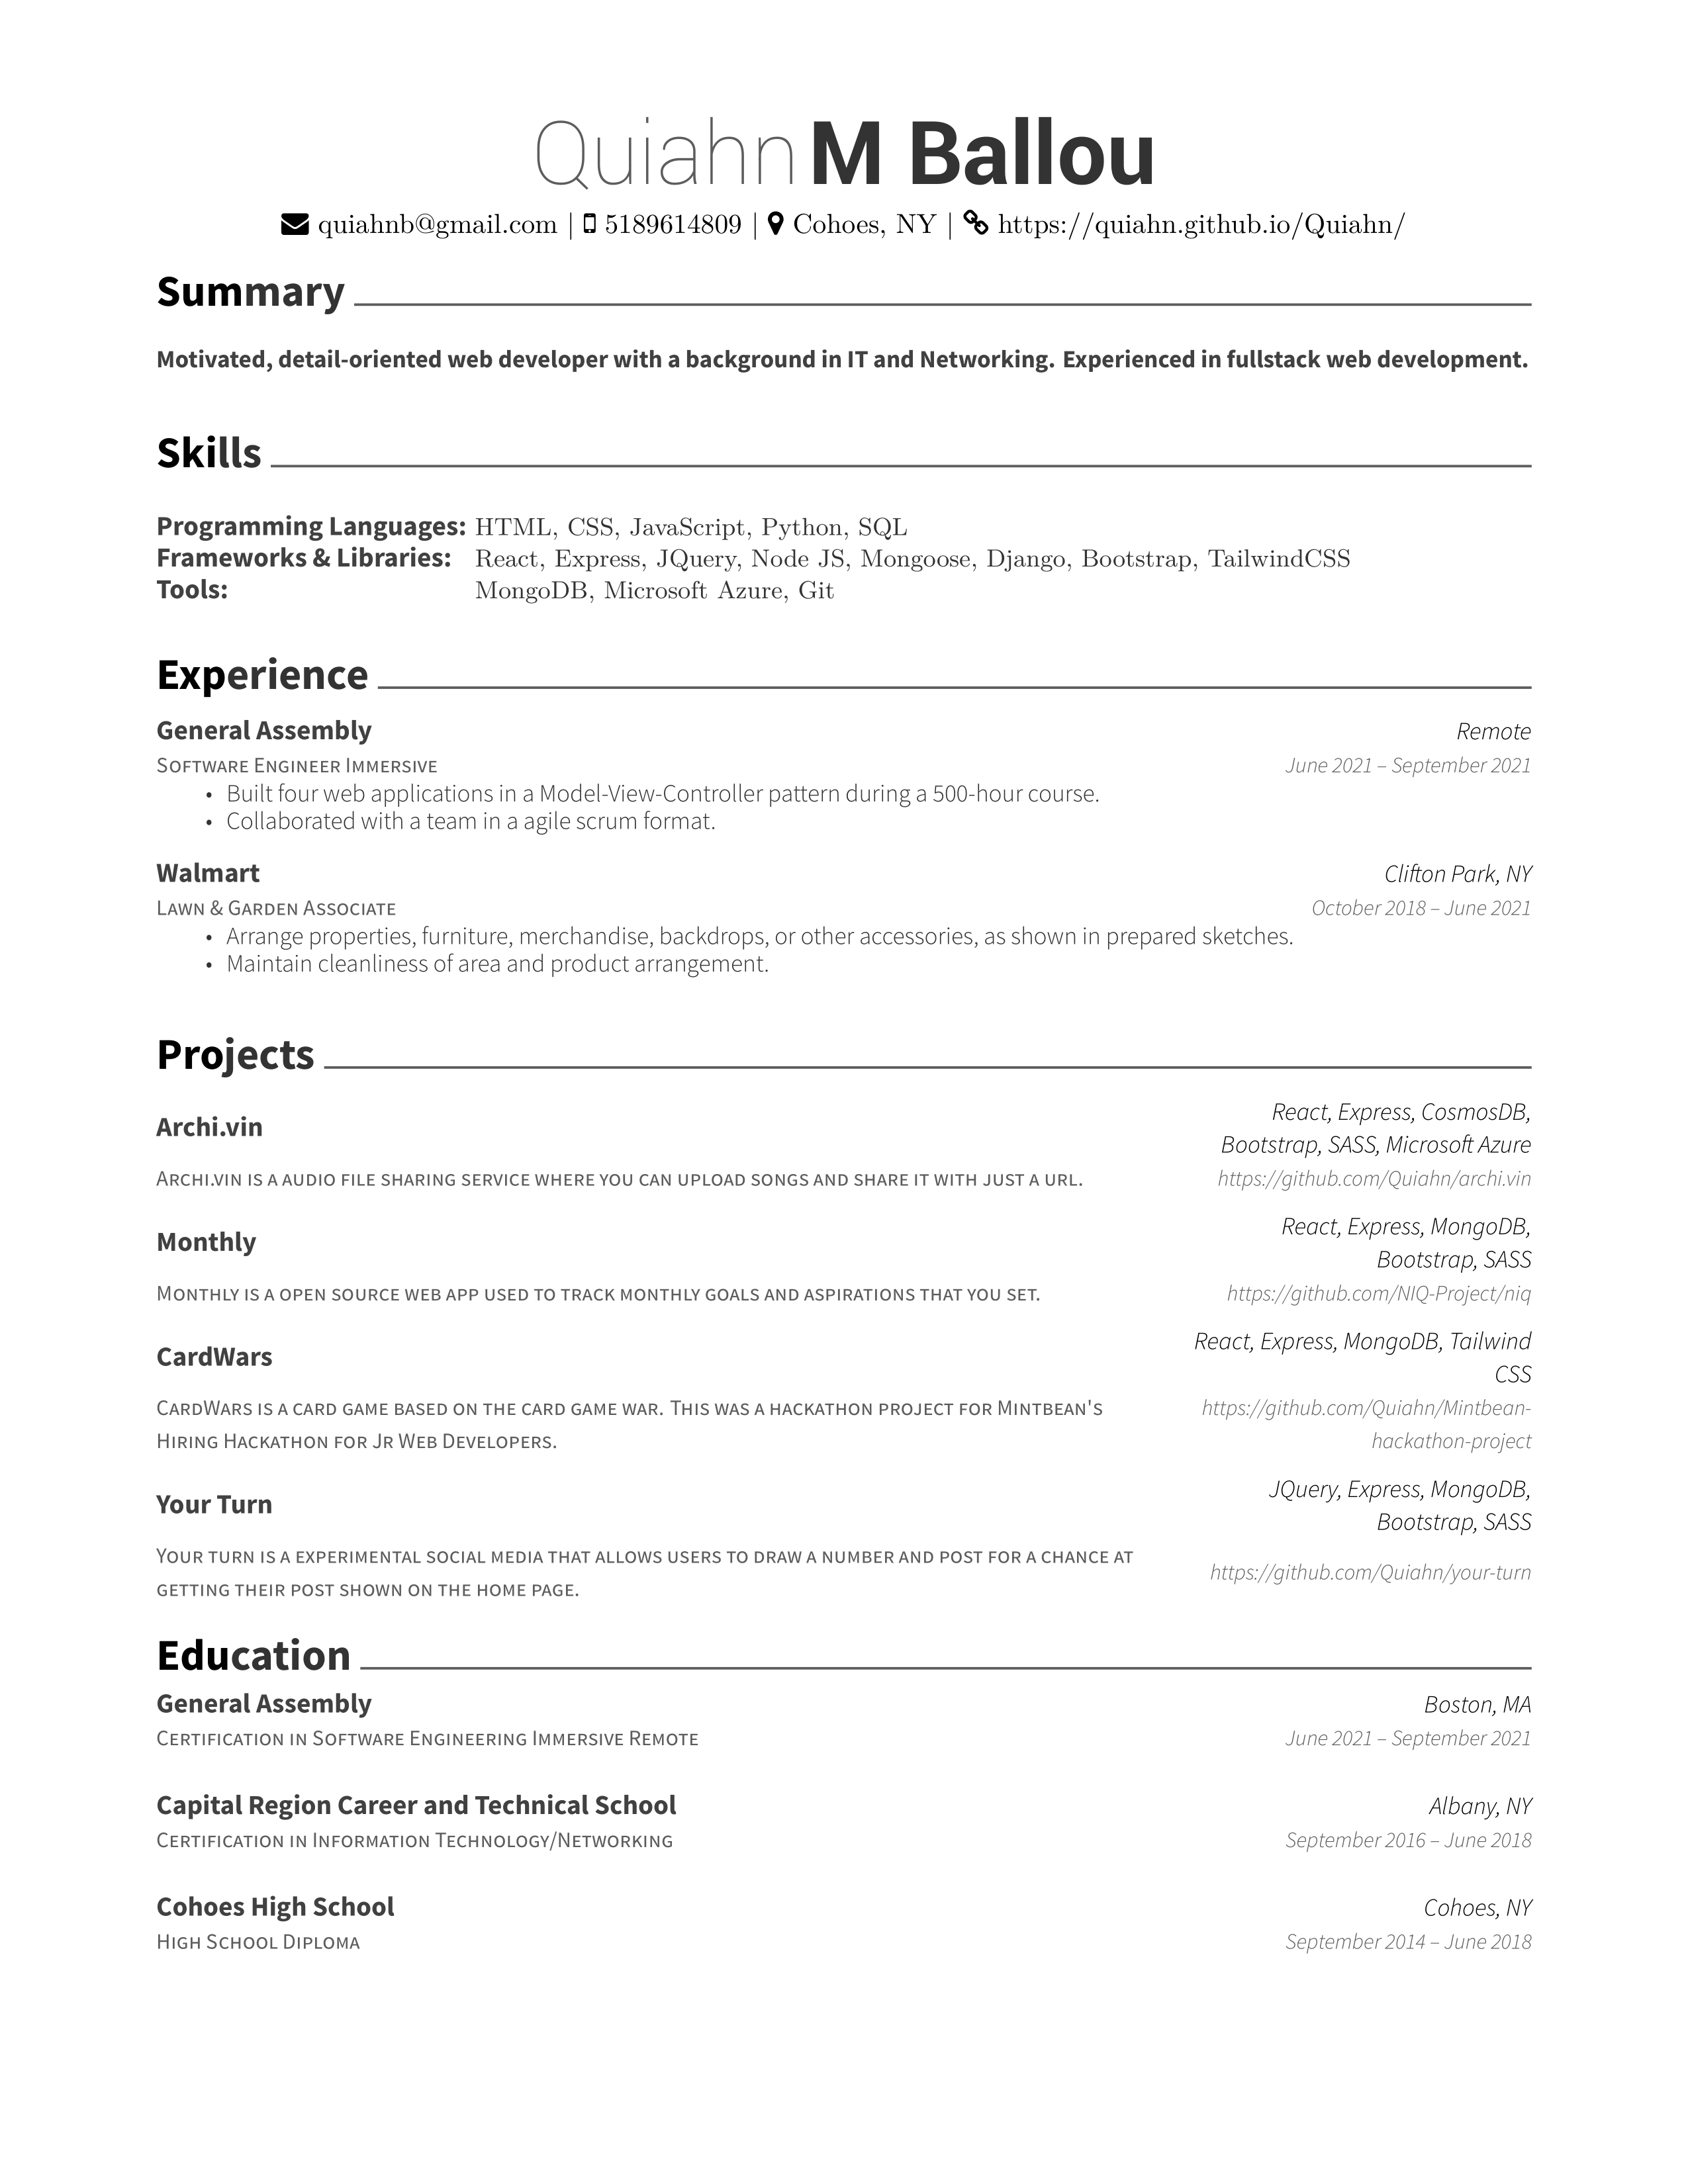 Quiahn M Ballou
quiahnb@gmail.com | 5189614809 | Cohoes, NY | https://quiahn.github.io/Quiahn/
Summary
Motivated, detail-oriented web developer with a background in IT and Networking. Experienced in fullstack web development.
Skills
Programming Languages: HTML, CSS, JavaScript, Python, SQL
Frameworks & Libraries: React, Express, JQuery, Node JS, Mongoose, Django, Bootstrap, TailwindCSS
Tools: MongoDB, Microsoft Azure, Git
Experience
General Assembly Remote
Software Engineer Immersive June 2021 – September 2021
• Built four web applications in a Model-View-Controller pattern during a 500-hour course.
• Collaborated with a team in a agile scrum format.
Walmart Clifton Park, NY
Lawn & Garden Associate October 2018 – June 2021
• Arrange properties, furniture, merchandise, backdrops, or other accessories, as shown in prepared sketches.
• Maintain cleanliness of area and product arrangement.
Projects
Archi.vin
React, Express, CosmosDB,
Bootstrap, SASS, Microsoft Azure
Archi.vin is a audio file sharing service where you can upload songs and share it with just a url. https://github.com/Quiahn/archi.vin
Monthly
React, Express, MongoDB,
Bootstrap, SASS
Monthly is a open source web app used to track monthly goals and aspirations that you set. https://github.com/NIQ-Project/niq
CardWars
React, Express, MongoDB, Tailwind
CSS
CardWars is a card game based on the card game war. This was a hackathon project for Mintbean's https://github.com/Quiahn/Mintbean-
Hiring Hackathon for Jr Web Developers. hackathon-project
Your Turn
JQuery, Express, MongoDB,
Bootstrap, SASS
Your turn is a experimental social media that allows users to draw a number and post for a chance at
getting their post shown on the home page.
https://github.com/Quiahn/your-turn
Education
General Assembly Boston, MA
Certification in Software Engineering Immersive Remote June 2021 – September 2021
Capital Region Career and Technical School Albany, NY
Certification in Information Technology/Networking September 2016 – June 2018
Cohoes High School Cohoes, NY
High School Diploma September 2014 – June 2018